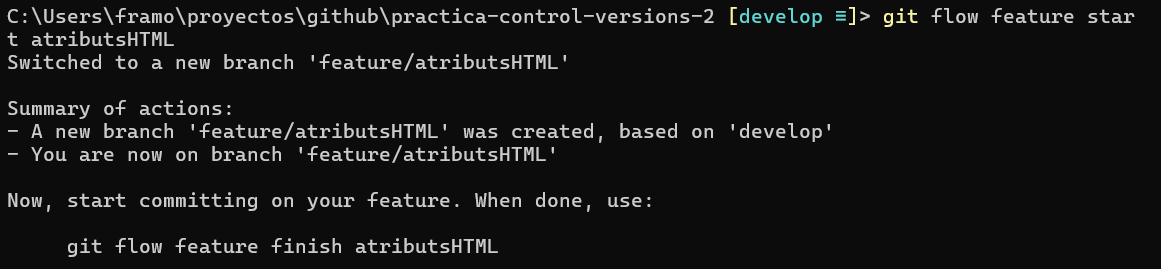 C:\Users\framo\proyectos\github\practica-control-versions-2 [develop ≡]> git flow feature star
t atributsHTML
Switched to a new branch 'feature/atributsHTML'
Summary of actions:
- A new branch 'feature/atributsHTML' was created, based on 'develop'
- You are now on branch 'feature/atributsHTML'
Now, start committing on your feature. When done, use:
git flow feature finish atributsHTML